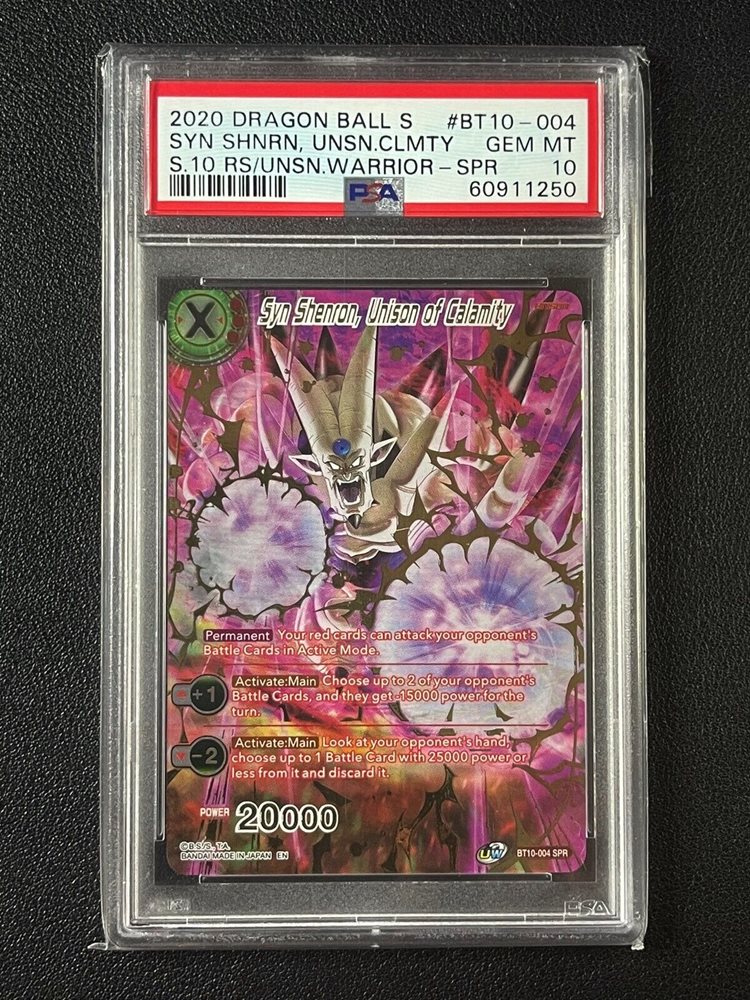 2020 DRAGON BALL S #BT10-004
SYN SHNRN, UNSN.CLMTY GEM MT
S.10 RS/UNSN.WARRIOR-SPR 10
PSA 60911250
X
Syn Shenron, Unison of Calamity
Permanent Your red cards can attack your opponent's
Battle Cards in Active Mode.
+1 Activate:Main Choose up to 2 of your opponent's
Battle Cards, and they get -15000 power for the
turn.
-2 Activate:Main Look at your opponent's hand,
choose up to 1 Battle Card with 25000 power or
less from it and discard it.
POWER 20000
©B.S./S., T.A.
BANDAI MADE IN JAPAN EN
UW BT10-004 SPR